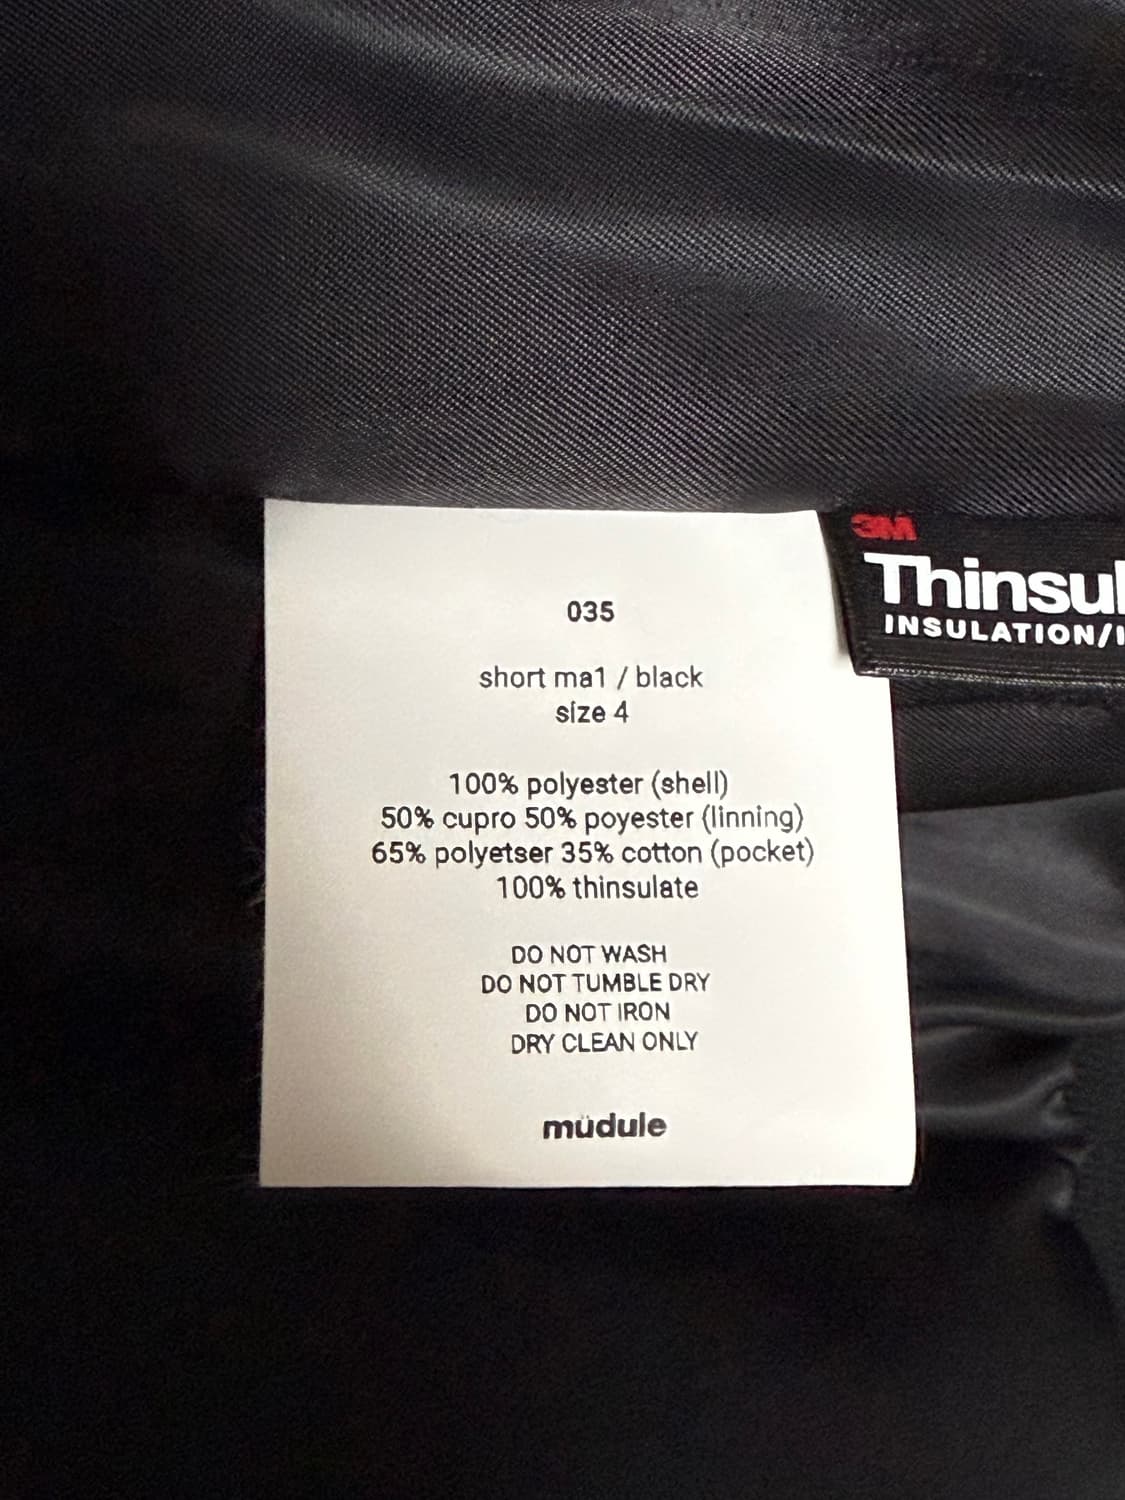 035
short ma1 / black
size 4
100% polyester (shell)
50% cupro 50% poyester (linning)
65% polyetser 35% cotton (pocket)
100% thinsulate
DO NOT WASH
DO NOT TUMBLE DRY
DO NOT IRON
DRY CLEAN ONLY
müdule
3M
Thinsul
INSULATION/I